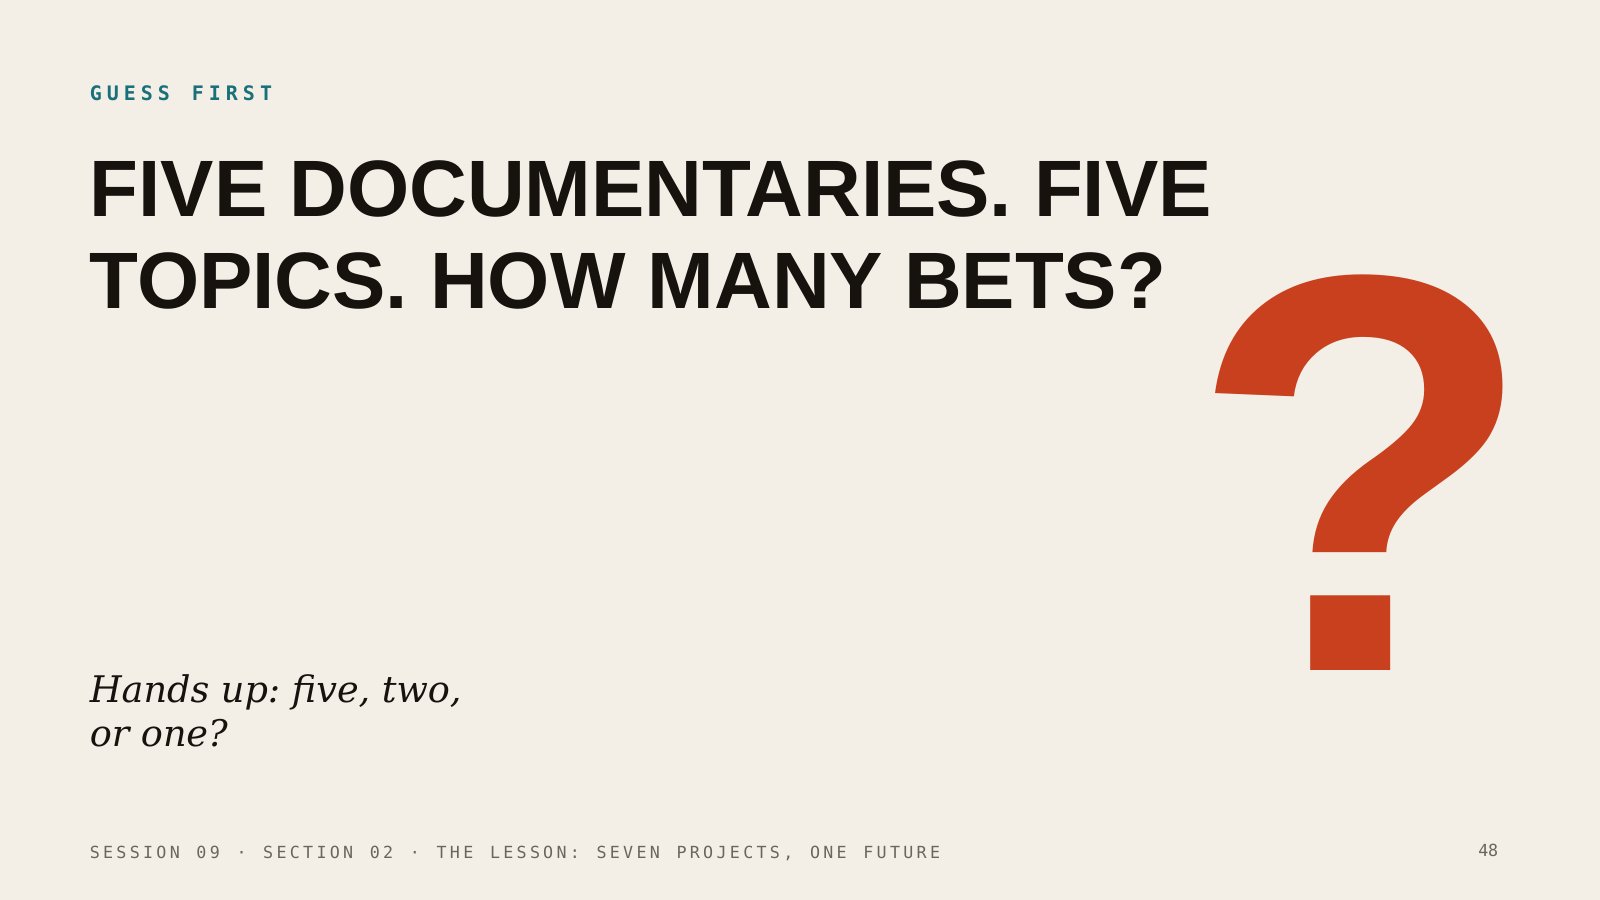 GUESS FIRST
FIVE DOCUMENTARIES. FIVE
TOPICS. HOW MANY BETS?
?
Hands up: five, two,
or one?
SESSION 09 · SECTION 02 · THE LESSON: SEVEN PROJECTS, ONE FUTURE
48